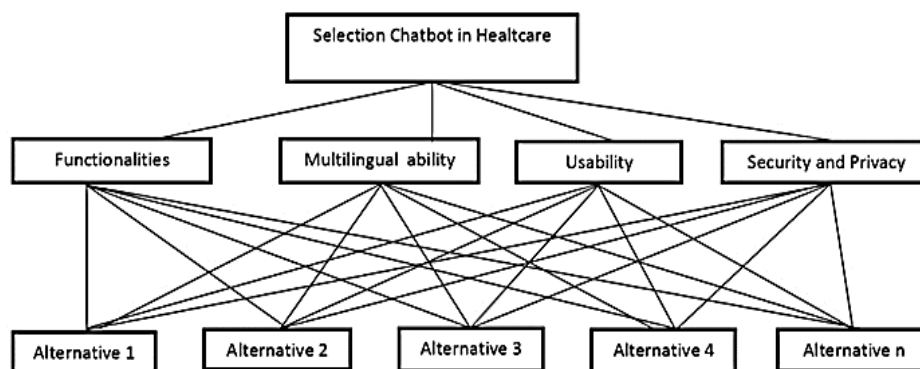 Selection Chatbot in Healtcare
Functionalities
Multilingual ability
Usability
Security and Privacy
Alternative 1
Alternative 2
Alternative 3
Alternative 4
Alternative n